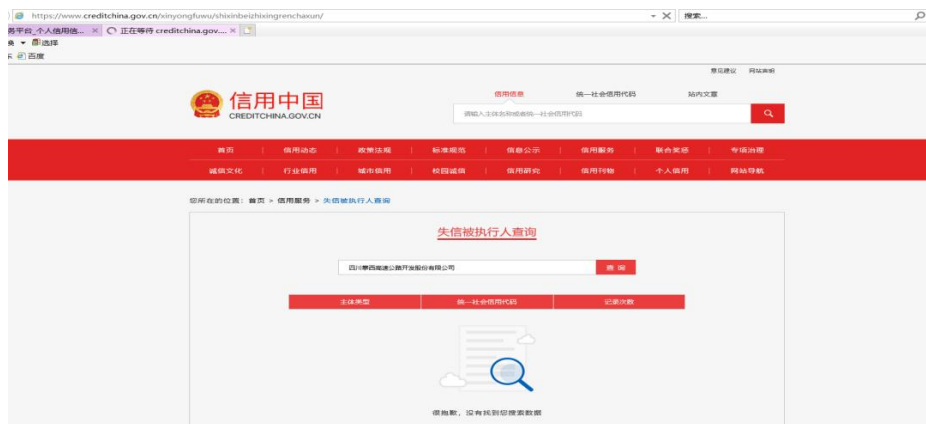 https://www.creditchina.gov.cn/xinyongfuwu/shixinbeizhixingrenchaxun/
搜索...
务平台_个人信用信...
正在等待 creditchina.gov....
选择
百度
意见建议 网站声明
信用中国
CREDITCHINA.GOV.CN
信用信息 统一社会信用代码 站内文章
请输入主体名称或者统一社会信用代码
首页 信用动态 政策法规 标准规范 信息公示 信用服务 联合奖惩 专项治理
诚信文化 行业信用 城市信用 校园诚信 信用研究 信用刊物 个人信用 网站导航
您所在的位置：首页 > 信用服务 > 失信被执行人查询
失信被执行人查询
四川攀西高速公路开发股份有限公司 查 询
主体类型 统一社会信用代码 记录次数
很抱歉，没有找到您搜索数据